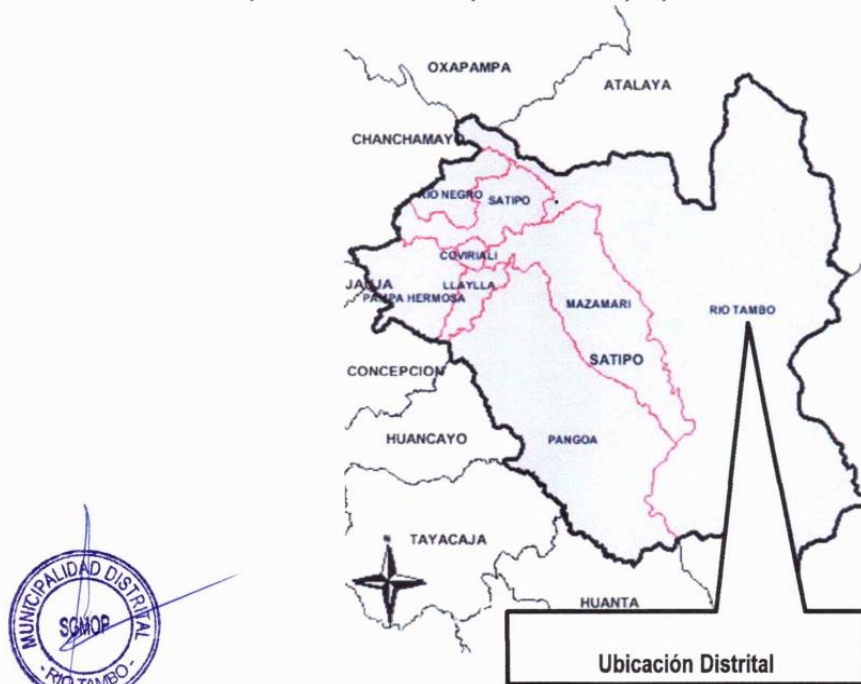 OXAPAMPA
ATALAYA
CHANCHAMAYO
RIO NEGRO
SATIPO
COVIRIALI
JAUJA
LLAYLLA
PAMPA HERMOSA
MAZAMARI
RIO TAMBO
SATIPO
CONCEPCION
HUANCAYO
PANGOA
TAYACAJA
N
HUANTA
Ubicación Distrital
MUNICIPALIDAD DISTRITAL
SGMOP
- RIO TAMBO -